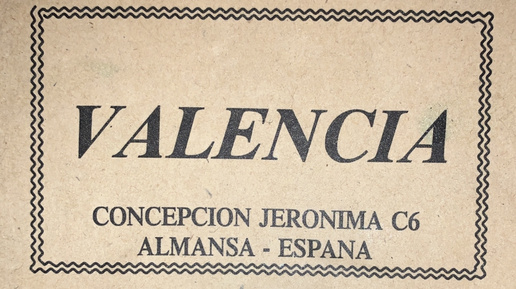 VALENCIA
CONCEPCION JERONIMA C6
ALMANSA - ESPANA